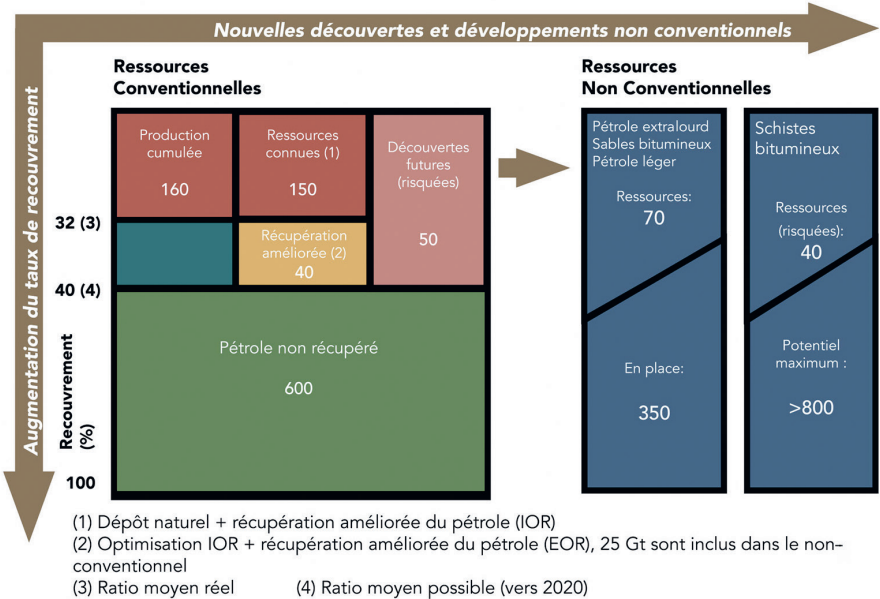 Nouvelles découvertes et développements non conventionnels
Augmentation du taux de recouvrement
Ressources
Conventionnelles
Production
cumulée
160
Ressources
connues (1)
150
Découvertes
futures
(risquées)
50
32 (3)
Récupération
améliorée (2)
40
40 (4)
Pétrole non récupéré
600
Recouvrement
(%)
100
Ressources
Non Conventionnelles
Pétrole extralourd
Sables bitumineux
Pétrole léger
Ressources:
70
En place:
350
Schistes
bitumineux
Ressources
(risquées):
40
Potentiel
maximum :
>800
(1) Dépôt naturel + récupération améliorée du pétrole (IOR)
(2) Optimisation IOR + récupération améliorée du pétrole (EOR), 25 Gt sont inclus dans le non–
conventionnel
(3) Ratio moyen réel (4) Ratio moyen possible (vers 2020)